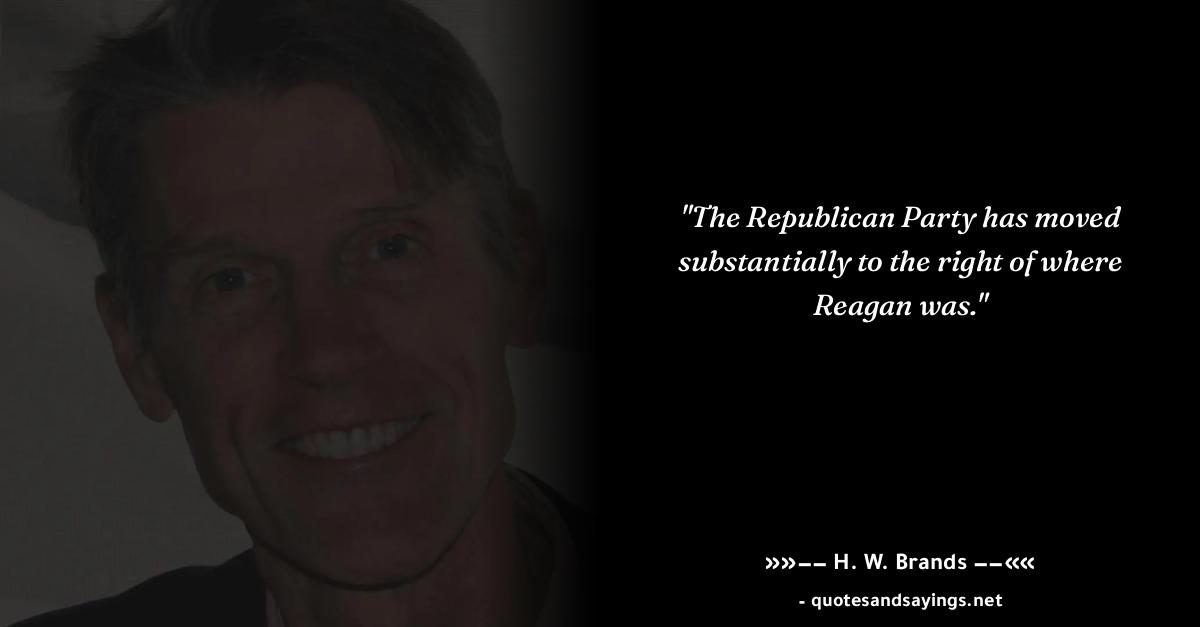 "The Republican Party has moved
substantially to the right of where
Reagan was."
»»–– H. W. Brands ––««
- quotesandsayings.net